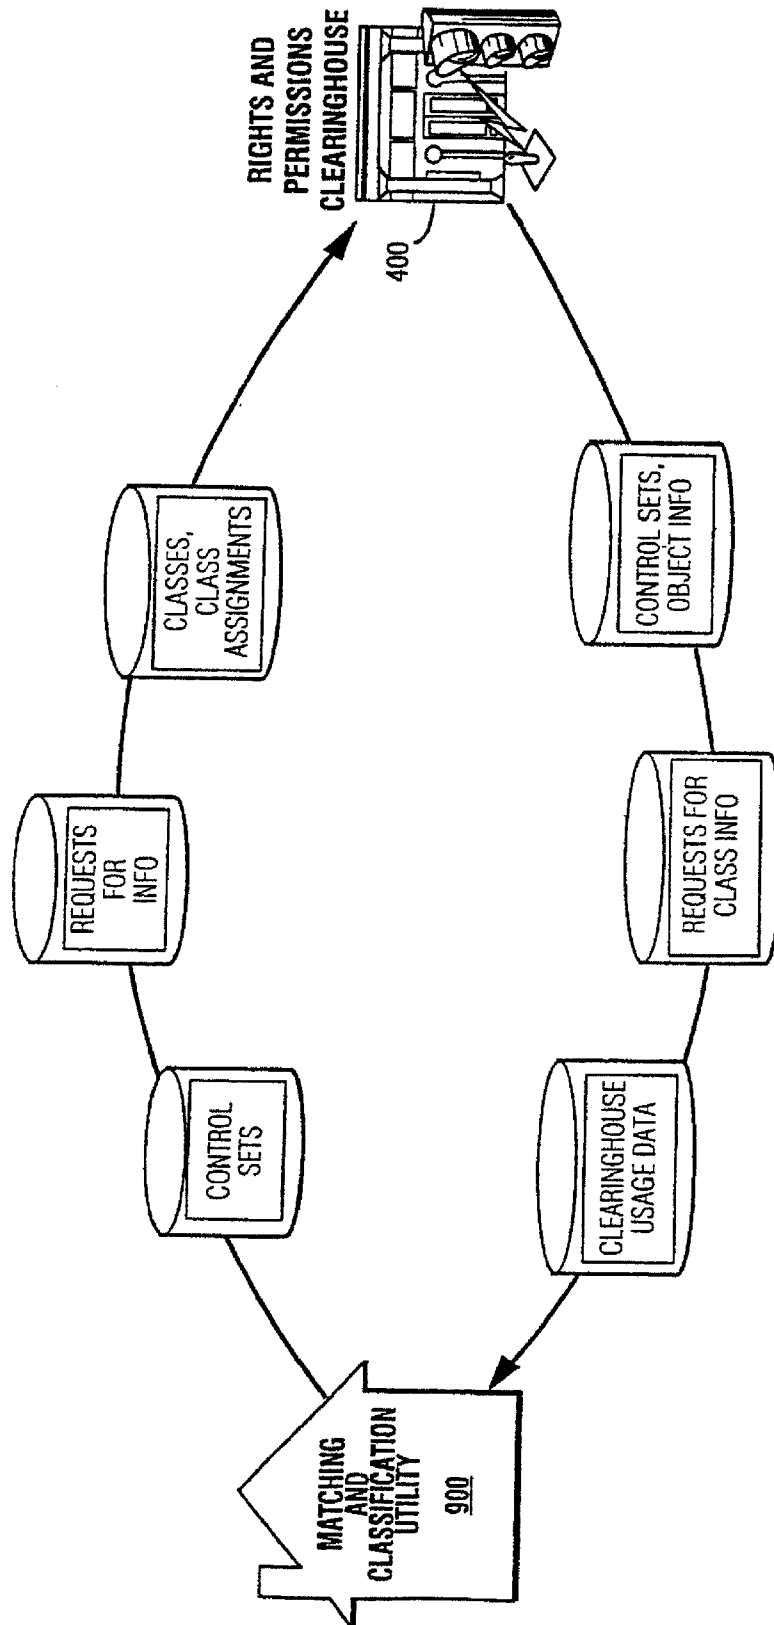 RIGHTS AND
PERMISSIONS
CLEARINGHOUSE
400
CLASSES,
CLASS
ASSIGNMENTS
REQUESTS
FOR
INFO
CONTROL
SETS
MATCHING
AND
CLASSIFICATION
UTILITY
900
CONTROL SETS,
OBJECT INFO
REQUESTS FOR
CLASS INFO
CLEARINGHOUSE
USAGE DATA